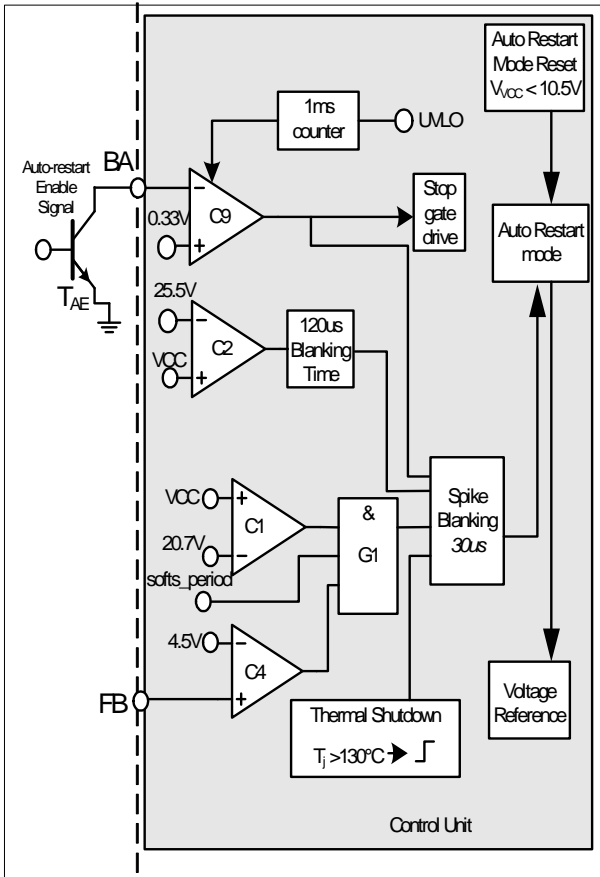 Auto Restart
Mode Reset
VVCC < 10.5V
1ms
counter
UVLO
BA
Auto-restart
Enable
Signal
TAE
0.33V
−
+
C9
Stop
gate
drive
Auto Restart
mode
25.5V
VCC
−
+
C2
120us
Blanking
Time
VCC
20.7V
+
−
C1
softs_period
&
G1
Spike
Blanking
30us
4.5V
−
+
C4
FB
Thermal Shutdown
Tj >130°C
Voltage
Reference
Control Unit